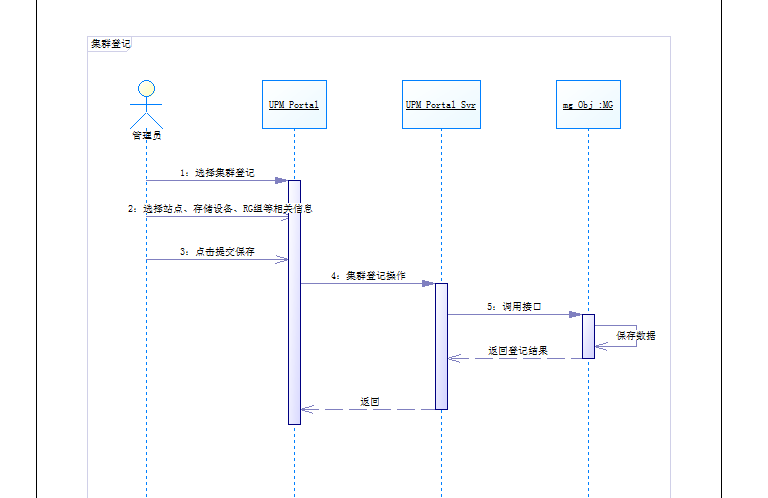 集群登记
管理员
UPM Portal
UPM Portal Svr
mg Obj :MG
1: 选择集群登记
2: 选择站点、存储设备、RG组等相关信息
3: 点击提交保存
4: 集群登记操作
5: 调用接口
保存数据
返回登记结果
返回